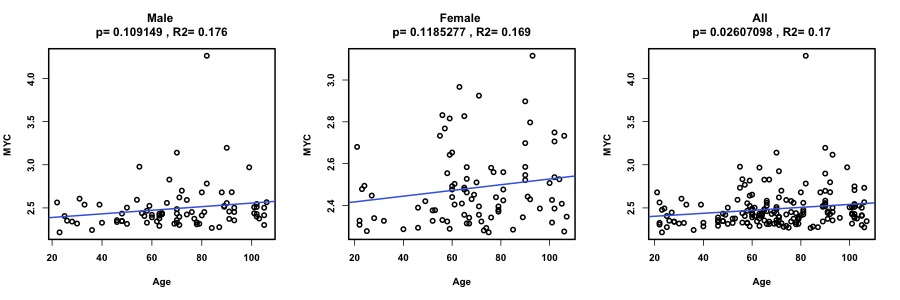 Male
p= 0.109149 , R2= 0.176
MYC
4.0
3.5
3.0
2.5
20 40 60 80 100
Age
Female
p= 0.1185277 , R2= 0.169
MYC
3.0
2.8
2.6
2.4
20 40 60 80 100
Age
All
p= 0.02607098 , R2= 0.17
MYC
4.0
3.5
3.0
2.5
20 40 60 80 100
Age